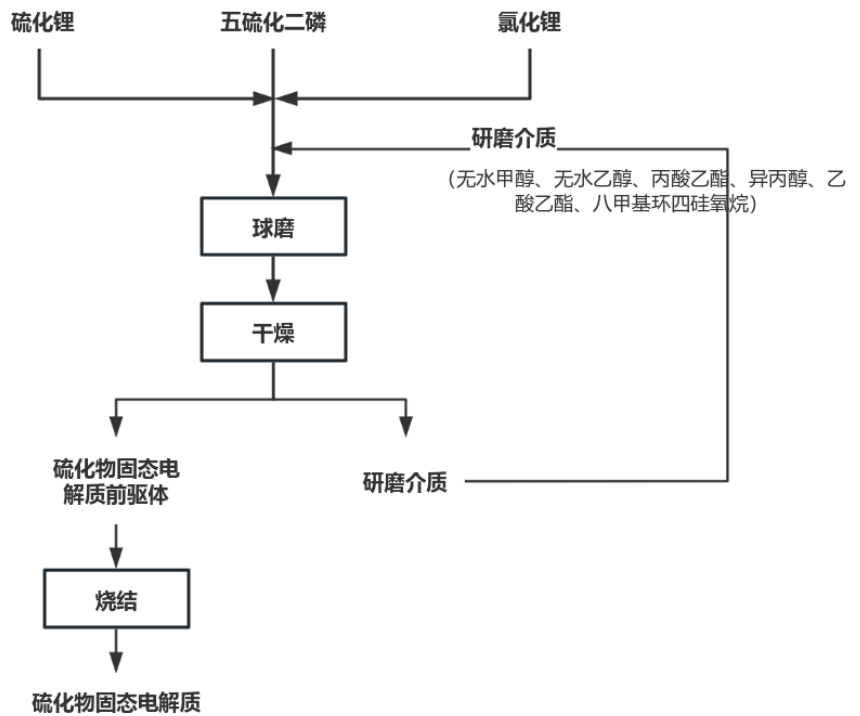 硫化锂
五硫化二磷
氯化锂
研磨介质
（无水甲醇、无水乙醇、丙酸乙酯、异丙醇、乙
酸乙酯、八甲基环四硅氧烷）
球磨
干燥
硫化物固态电
解质前驱体
研磨介质
烧结
硫化物固态电解质